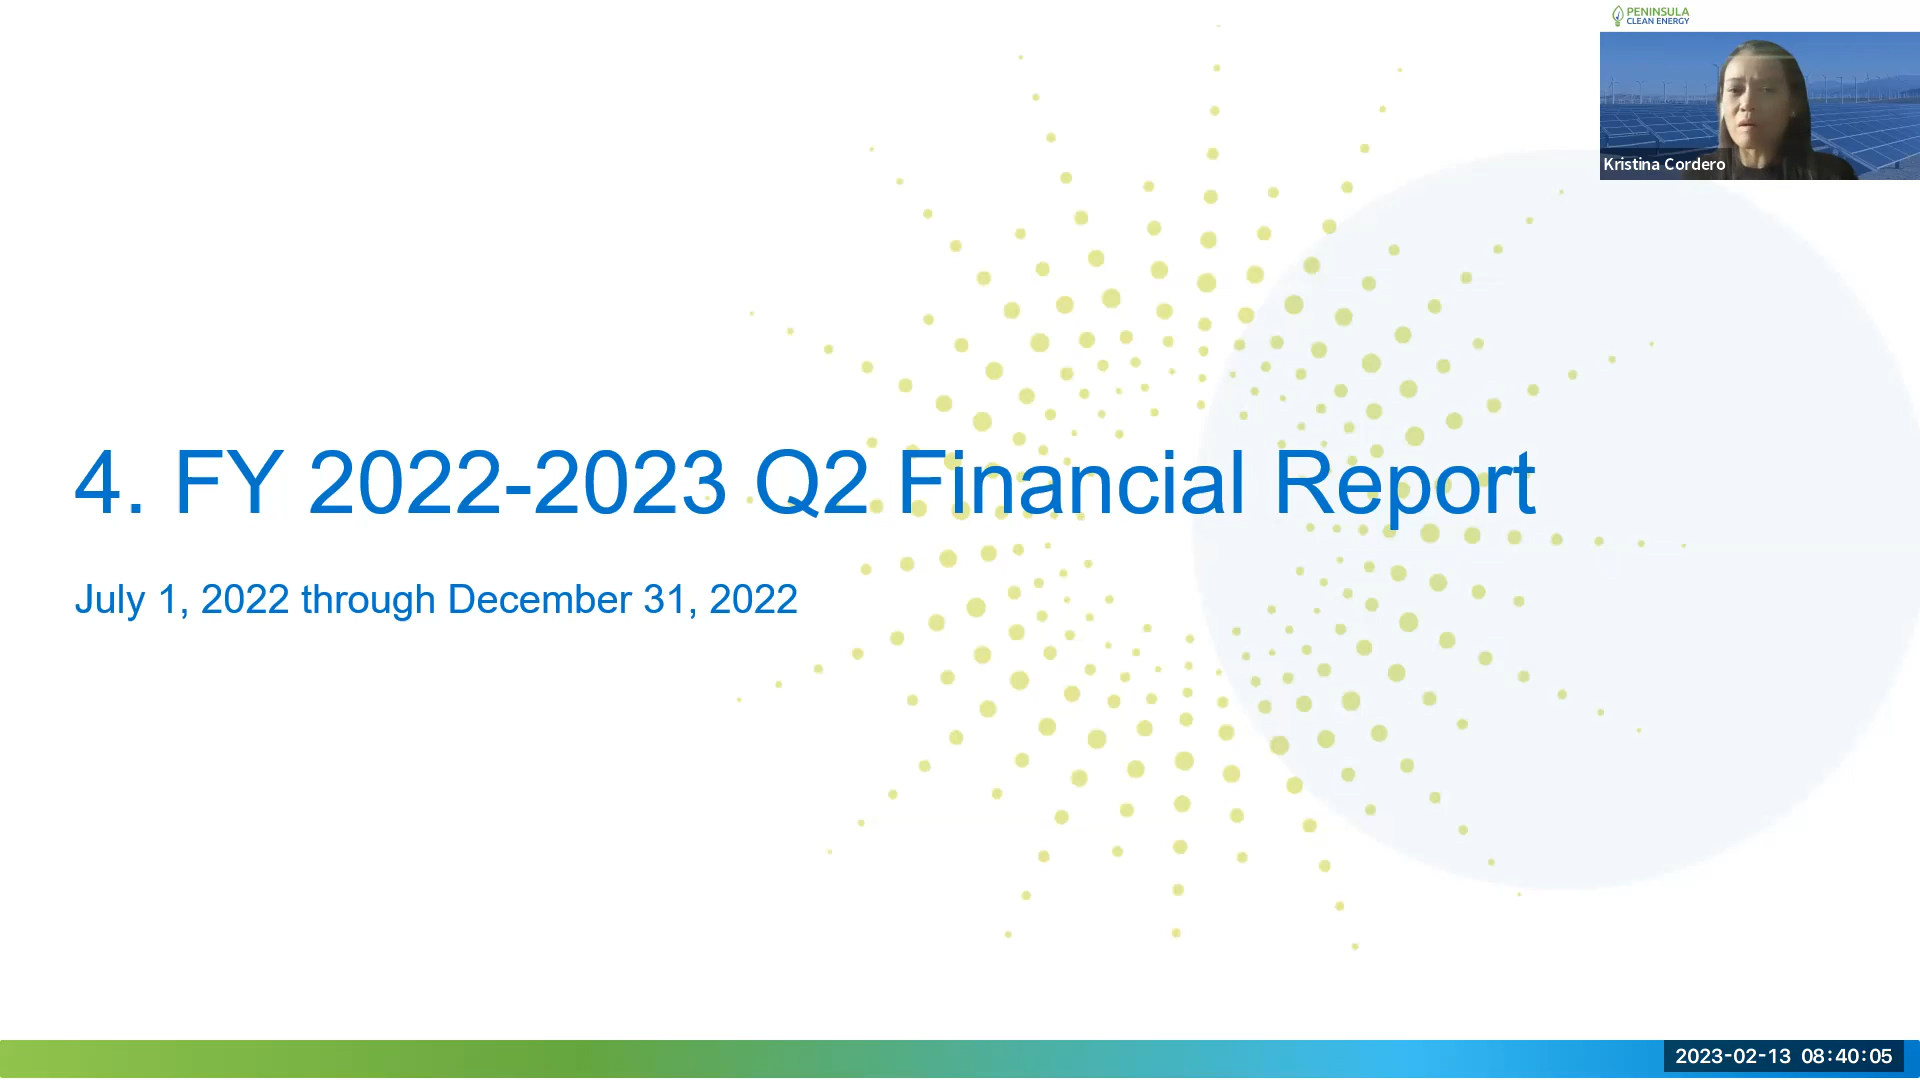 PENINSULA
CLEAN ENERGY
Kristina Cordero
4. FY 2022-2023 Q2 Financial Report
July 1, 2022 through December 31, 2022
2023-02-13 08:40:05